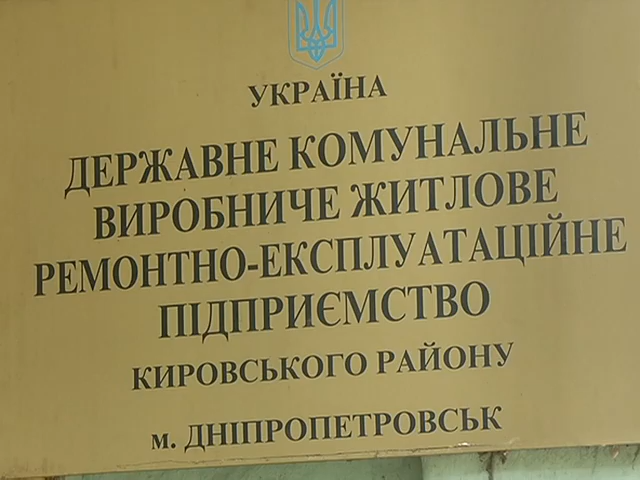 УКРАЇНА
ДЕРЖАВНЕ КОМУНАЛЬНЕ
ВИРОБНИЧЕ ЖИТЛОВЕ
РЕМОНТНО-ЕКСПЛУАТАЦІЙНЕ
ПІДПРИЄМСТВО
КИРОВСЬКОГО РАЙОНУ
м. ДНІПРОПЕТРОВСЬК